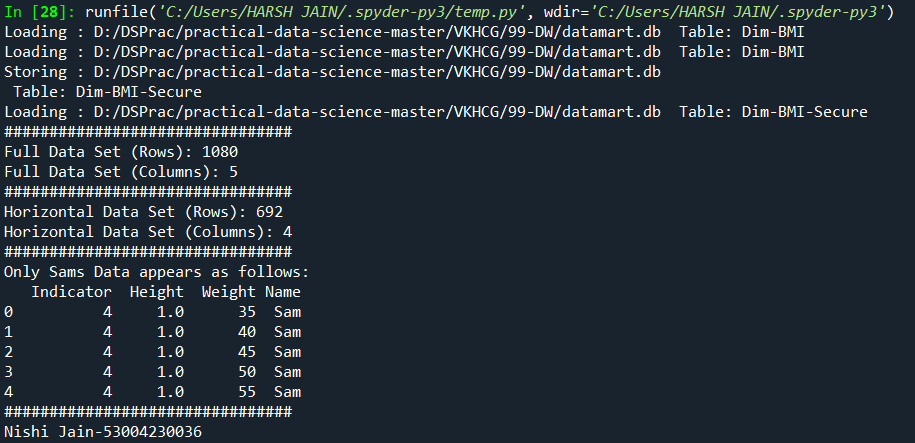 In [28]: runfile('C:/Users/HARSH JAIN/.spyder-py3/temp.py', wdir='C:/Users/HARSH JAIN/.spyder-py3')
Loading : D:/DSPrac/practical-data-science-master/VKHCG/99-DW/datamart.db  Table: Dim-BMI
Loading : D:/DSPrac/practical-data-science-master/VKHCG/99-DW/datamart.db  Table: Dim-BMI
Storing : D:/DSPrac/practical-data-science-master/VKHCG/99-DW/datamart.db
 Table: Dim-BMI-Secure
Loading : D:/DSPrac/practical-data-science-master/VKHCG/99-DW/datamart.db  Table: Dim-BMI-Secure
################################
Full Data Set (Rows): 1080
Full Data Set (Columns): 5
################################
Horizontal Data Set (Rows): 692
Horizontal Data Set (Columns): 4
################################
Only Sams Data appears as follows:
   Indicator  Height  Weight Name
0          4     1.0      35  Sam
1          4     1.0      40  Sam
2          4     1.0      45  Sam
3          4     1.0      50  Sam
4          4     1.0      55  Sam
################################
Nishi Jain-53004230036